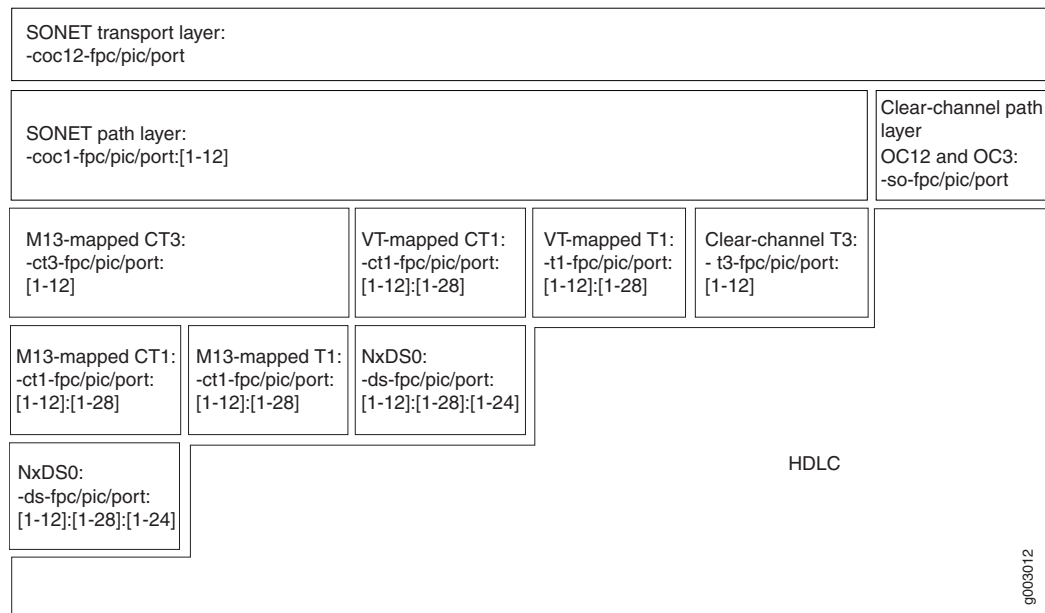 SONET transport layer:
-coc12-fpc/pic/port
SONET path layer:
-coc1-fpc/pic/port:[1-12]
Clear-channel path
layer
OC12 and OC3:
-so-fpc/pic/port
M13-mapped CT3:
-ct3-fpc/pic/port:
[1-12]
VT-mapped CT1:
-ct1-fpc/pic/port:
[1-12]:[1-28]
VT-mapped T1:
-t1-fpc/pic/port:
[1-12]:[1-28]
Clear-channel T3:
- t3-fpc/pic/port:
[1-12]
M13-mapped CT1:
-ct1-fpc/pic/port:
[1-12]:[1-28]
M13-mapped T1:
-ct1-fpc/pic/port:
[1-12]:[1-28]
NxDS0:
-ds-fpc/pic/port:
[1-12]:[1-28]:[1-24]
NxDS0:
-ds-fpc/pic/port:
[1-12]:[1-28]:[1-24]
HDLC
g003012